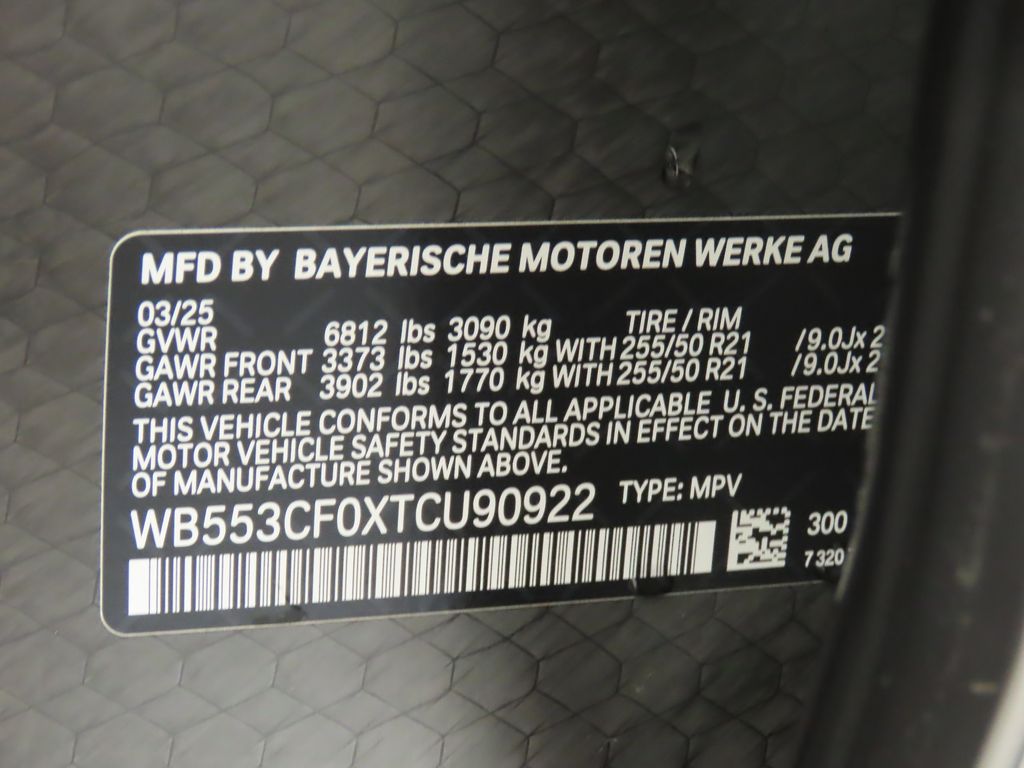 MFD BY BAYERISCHE MOTOREN WERKE AG
03/25 TIRE / RIM
GVWR 6812 lbs 3090 kg
GAWR FRONT 3373 lbs 1530 kg WITH 255/50 R21 /9.0Jx 2
GAWR REAR 3902 lbs 1770 kg WITH 255/50 R21 /9.0Jx 2
THIS VEHICLE CONFORMS TO ALL APPLICABLE U. S. FEDERAL
MOTOR VEHICLE SAFETY STANDARDS IN EFFECT ON THE DATE
OF MANUFACTURE SHOWN ABOVE.
WB553CF0XTCU90922 TYPE: MPV
300
7 320